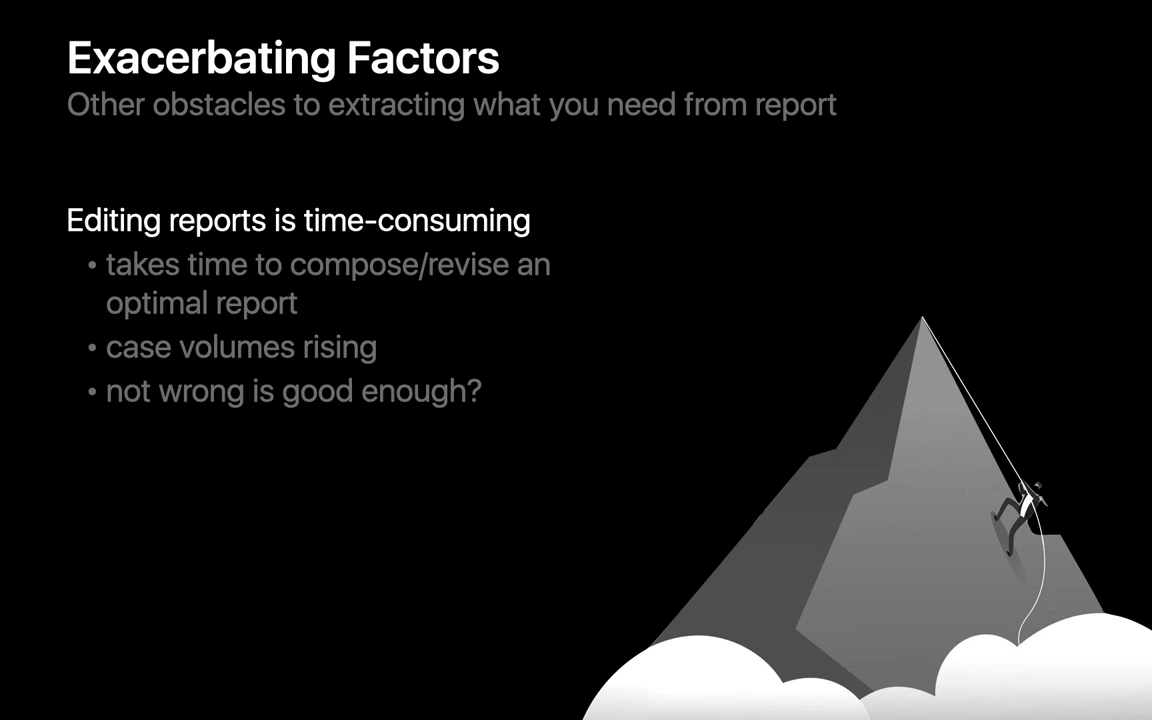 Exacerbating Factors
Other obstacles to extracting what you need from report
Editing reports is time-consuming
• takes time to compose/revise an
optimal report
• case volumes rising
• not wrong is good enough?